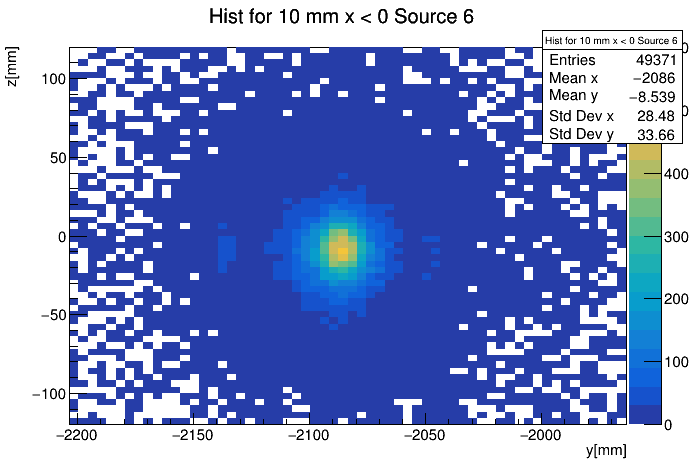 Hist for 10 mm x < 0 Source 6
Hist for 10 mm x < 0 Source 6
Entries 49371
Mean x −2086
Mean y −8.539
Std Dev x 28.48
Std Dev y 33.66
z[mm]
100
50
0
−50
−100
−2200 −2150 −2100 −2050 −2000
y[mm]
400
300
200
100
0